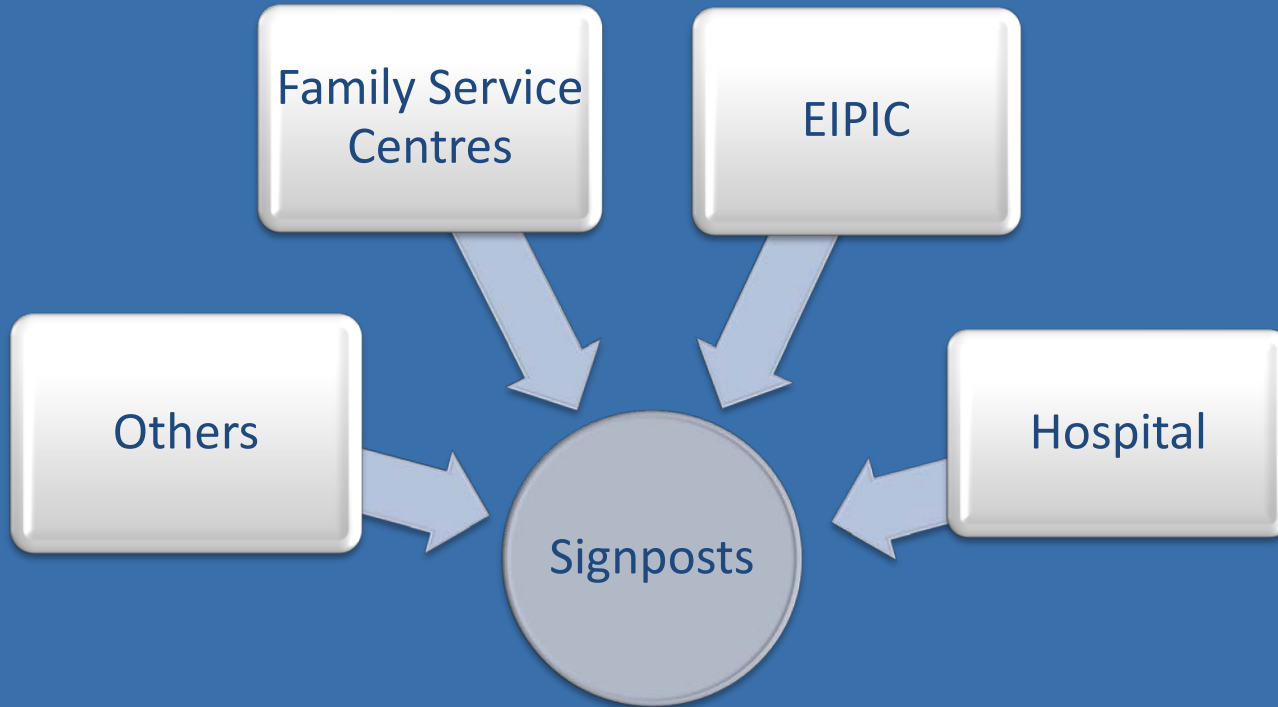 Family Service
Centres
EIPIC
Others
Hospital
Signposts